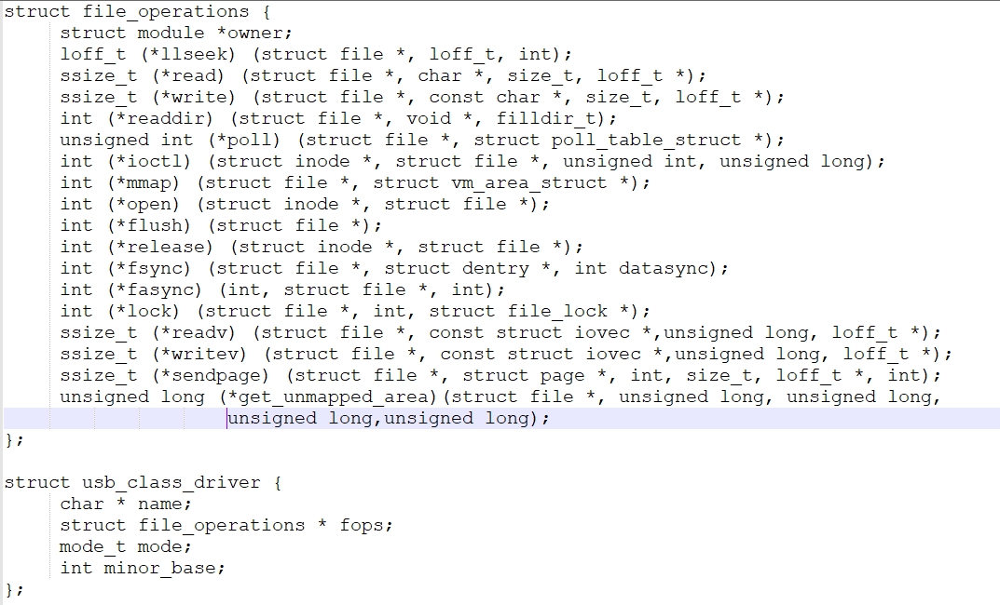 struct file_operations {
struct module *owner;
loff_t (*llseek) (struct file *, loff_t, int);
ssize_t (*read) (struct file *, char *, size_t, loff_t *);
ssize_t (*write) (struct file *, const char *, size_t, loff_t *);
int (*readdir) (struct file *, void *, filldir_t);
unsigned int (*poll) (struct file *, struct poll_table_struct *);
int (*ioctl) (struct inode *, struct file *, unsigned int, unsigned long);
int (*mmap) (struct file *, struct vm_area_struct *);
int (*open) (struct inode *, struct file *);
int (*flush) (struct file *);
int (*release) (struct inode *, struct file *);
int (*fsync) (struct file *, struct dentry *, int datasync);
int (*fasync) (int, struct file *, int);
int (*lock) (struct file *, int, struct file_lock *);
ssize_t (*readv) (struct file *, const struct iovec *,unsigned long, loff_t *);
ssize_t (*writev) (struct file *, const struct iovec *,unsigned long, loff_t *);
ssize_t (*sendpage) (struct file *, struct page *, int, size_t, loff_t *, int);
unsigned long (*get_unmapped_area)(struct file *, unsigned long, unsigned long,
unsigned long,unsigned long);
};
struct usb_class_driver {
char * name;
struct file_operations * fops;
mode_t mode;
int minor_base;
};